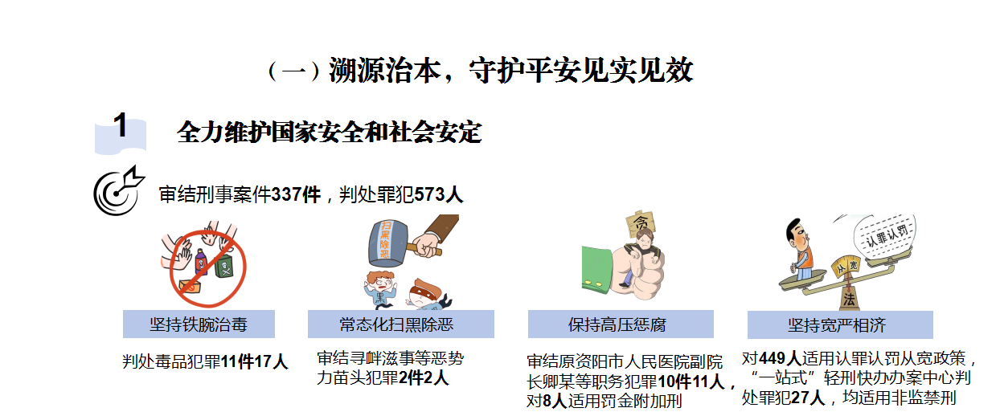 （一）溯源治本，守护平安见实见效
1
全力维护国家安全和社会安定
审结刑事案件337件，判处罪犯573人
扫黑除恶
黑
贪
认罪认罚
从宽
法
坚持铁腕治毒
常态化扫黑除恶
保持高压惩腐
坚持宽严相济
判处毒品犯罪11件17人
审结寻衅滋事等恶势
力苗头犯罪2件2人
审结原资阳市人民医院副院
长卿某等职务犯罪10件11人，
对8人适用罚金附加刑
对449人适用认罪认罚从宽政策，
“一站式”轻刑快办办案中心判
处罪犯27人，均适用非监禁刑